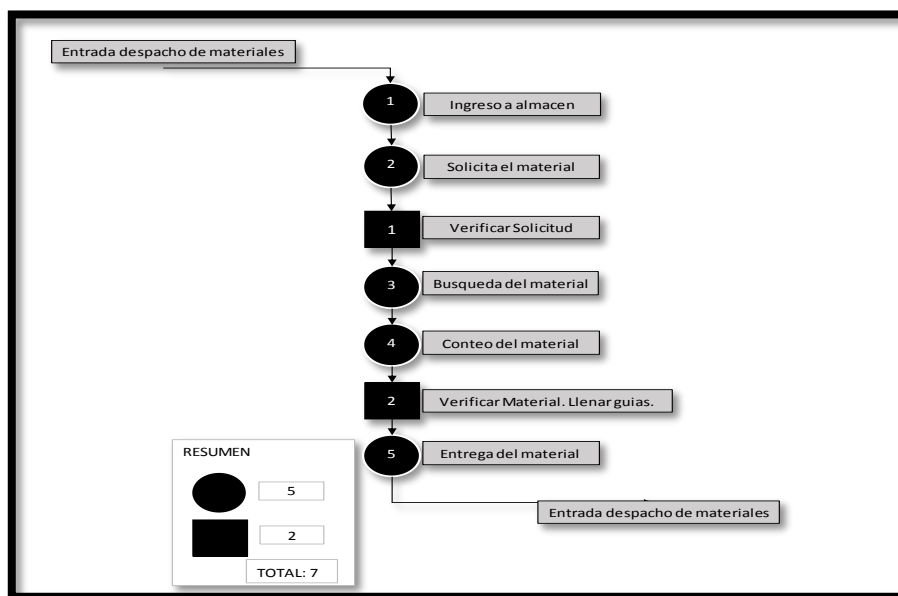 Entrada despacho de materiales
1
Ingreso a almacen
2
Solicita el material
1
Verificar Solicitud
3
Busqueda del material
4
Conteo del material
2
Verificar Material. Llenar guias.
5
Entrega del material
Entrada despacho de materiales
RESUMEN
5
2
TOTAL: 7